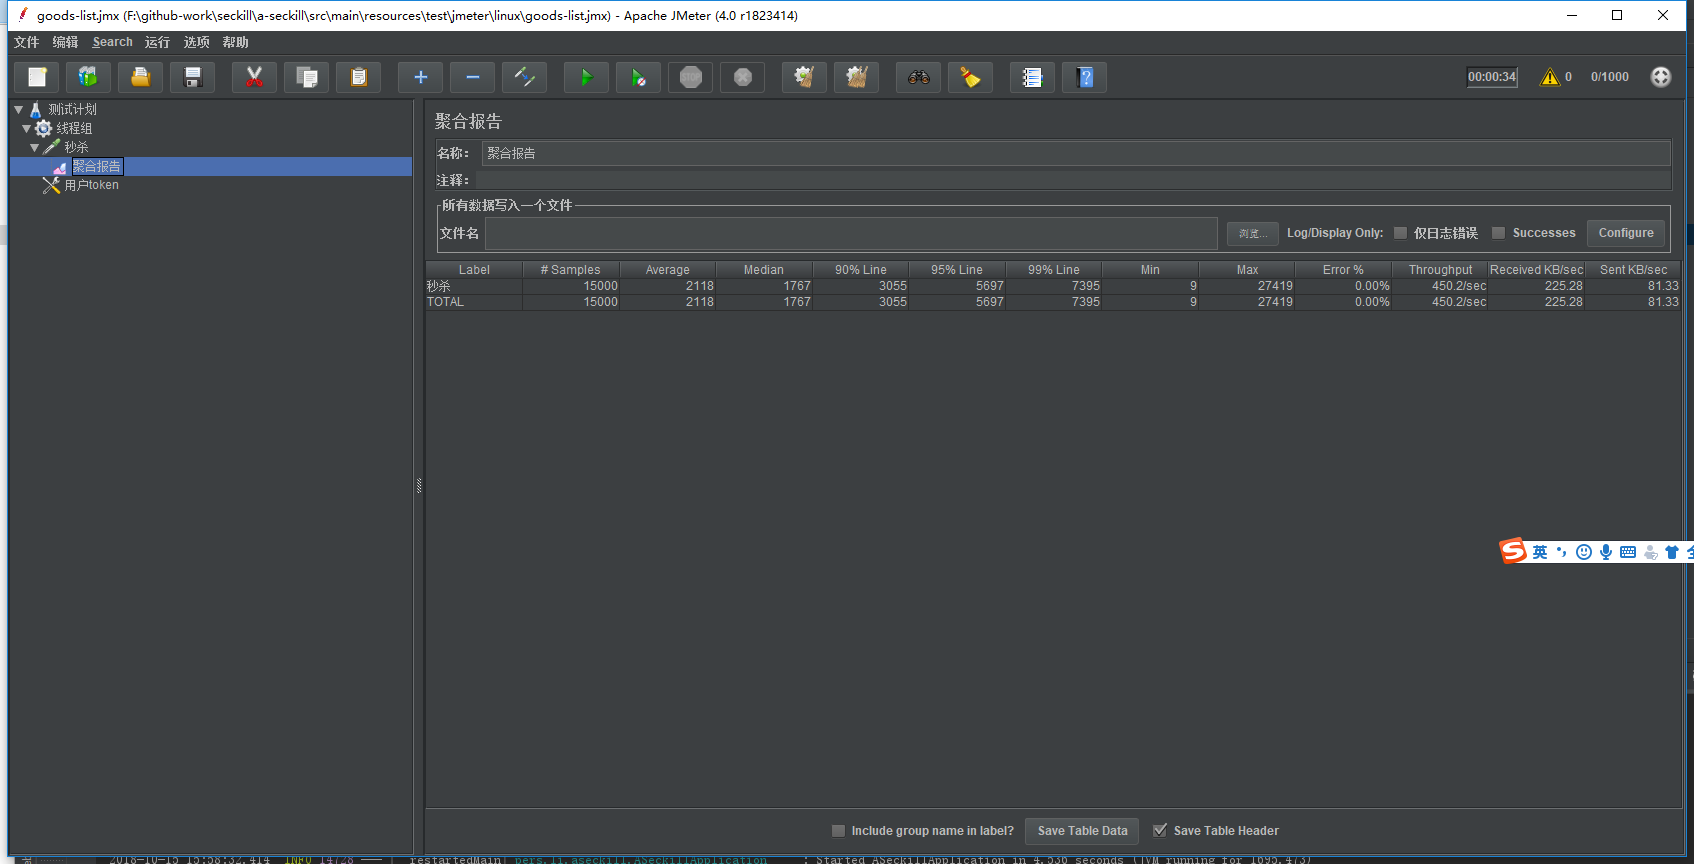 goods-list.jmx (F:\github-work\seckill\a-seckill\src\main\resources\test\jmeter\linux\goods-list.jmx) - Apache JMeter (4.0 r1823414)
文件 编辑 Search 运行 选项 帮助
STOP 00:00:34 0 0/1000
测试计划
线程组
秒杀
聚合报告
用户token
聚合报告
名称： 聚合报告
注释：
所有数据写入一个文件
文件名 浏览... Log/Display Only: 仅日志错误 Successes Configure
Label # Samples Average Median 90% Line 95% Line 99% Line Min Max Error % Throughput Received KB/sec Sent KB/sec
秒杀 15000 2118 1767 3055 5697 7395 9 27419 0.00% 450.2/sec 225.28 81.33
TOTAL 15000 2118 1767 3055 5697 7395 9 27419 0.00% 450.2/sec 225.28 81.33
S 英
Include group name in label? Save Table Data Save Table Header
2018-10-15 15:58:32.414 INFO 14728 --- [ restartedMain] pers.li.aseckill.ASeckillApplication : Started ASeckillApplication in 4.536 seconds (JVM running for 1695.473)